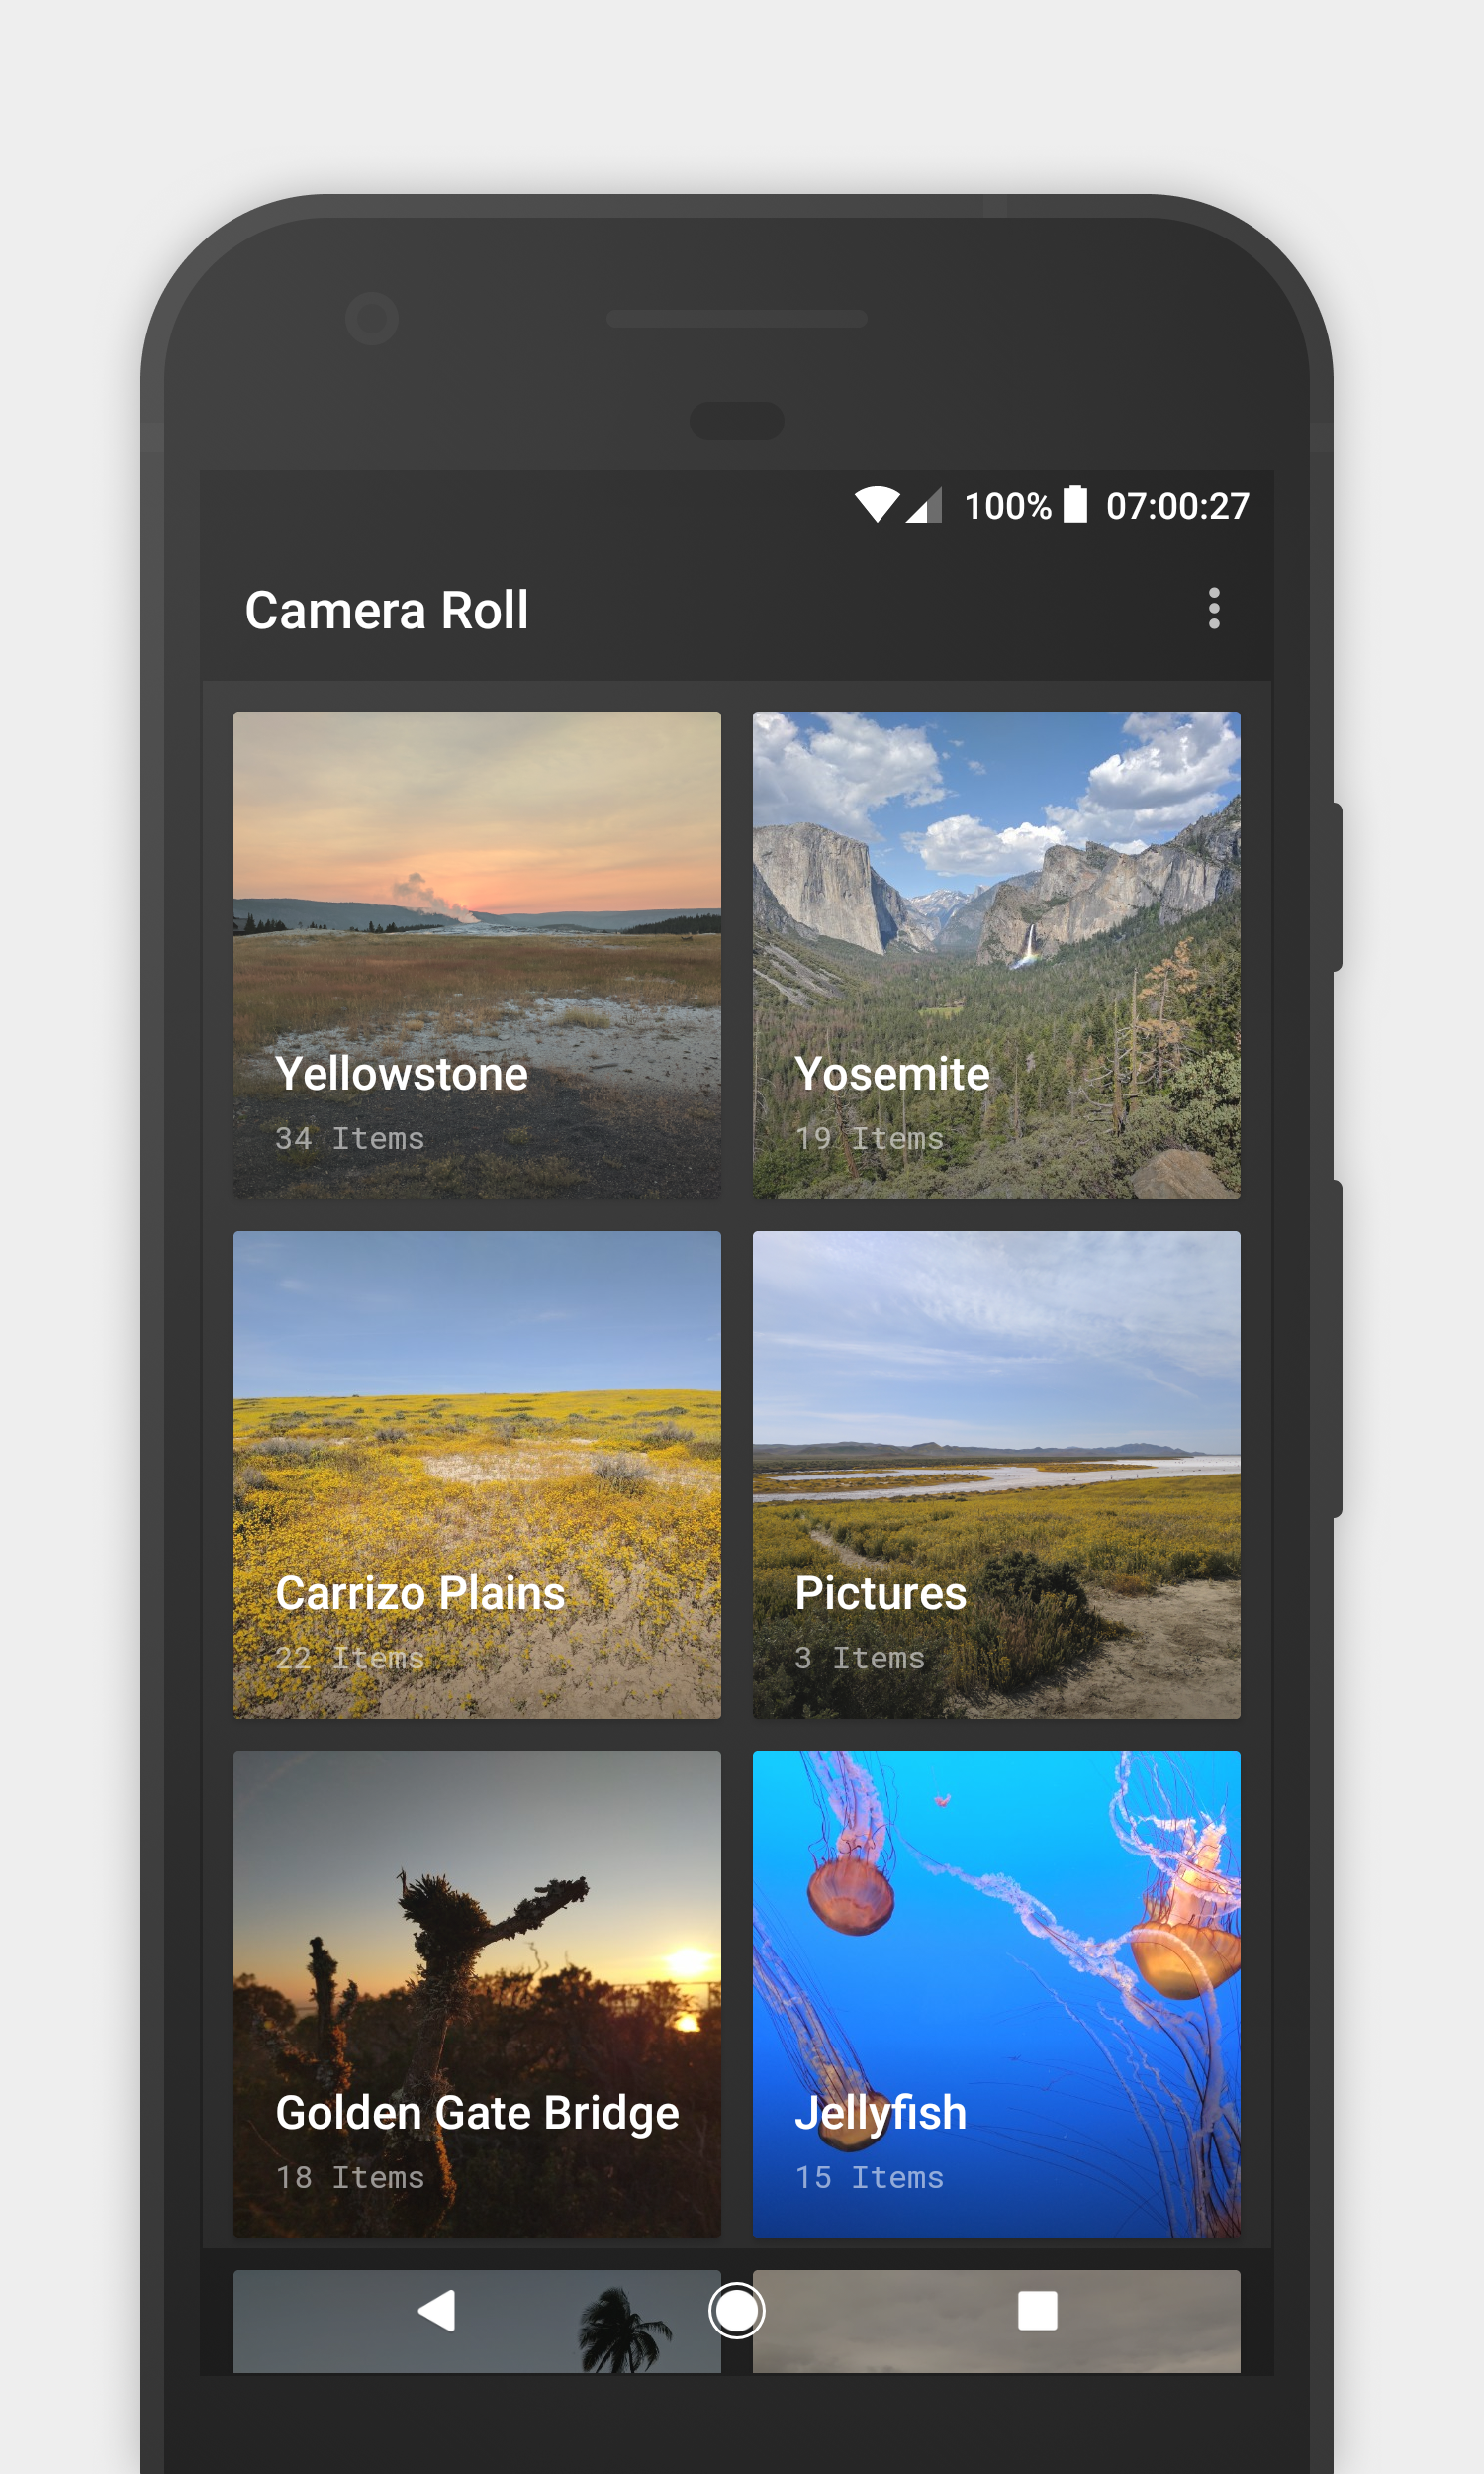 100% 07:00:27
Camera Roll
Yellowstone
34 Items
Yosemite
19 Items
Carrizo Plains
22 Items
Pictures
3 Items
Golden Gate Bridge
18 Items
Jellyfish
15 Items